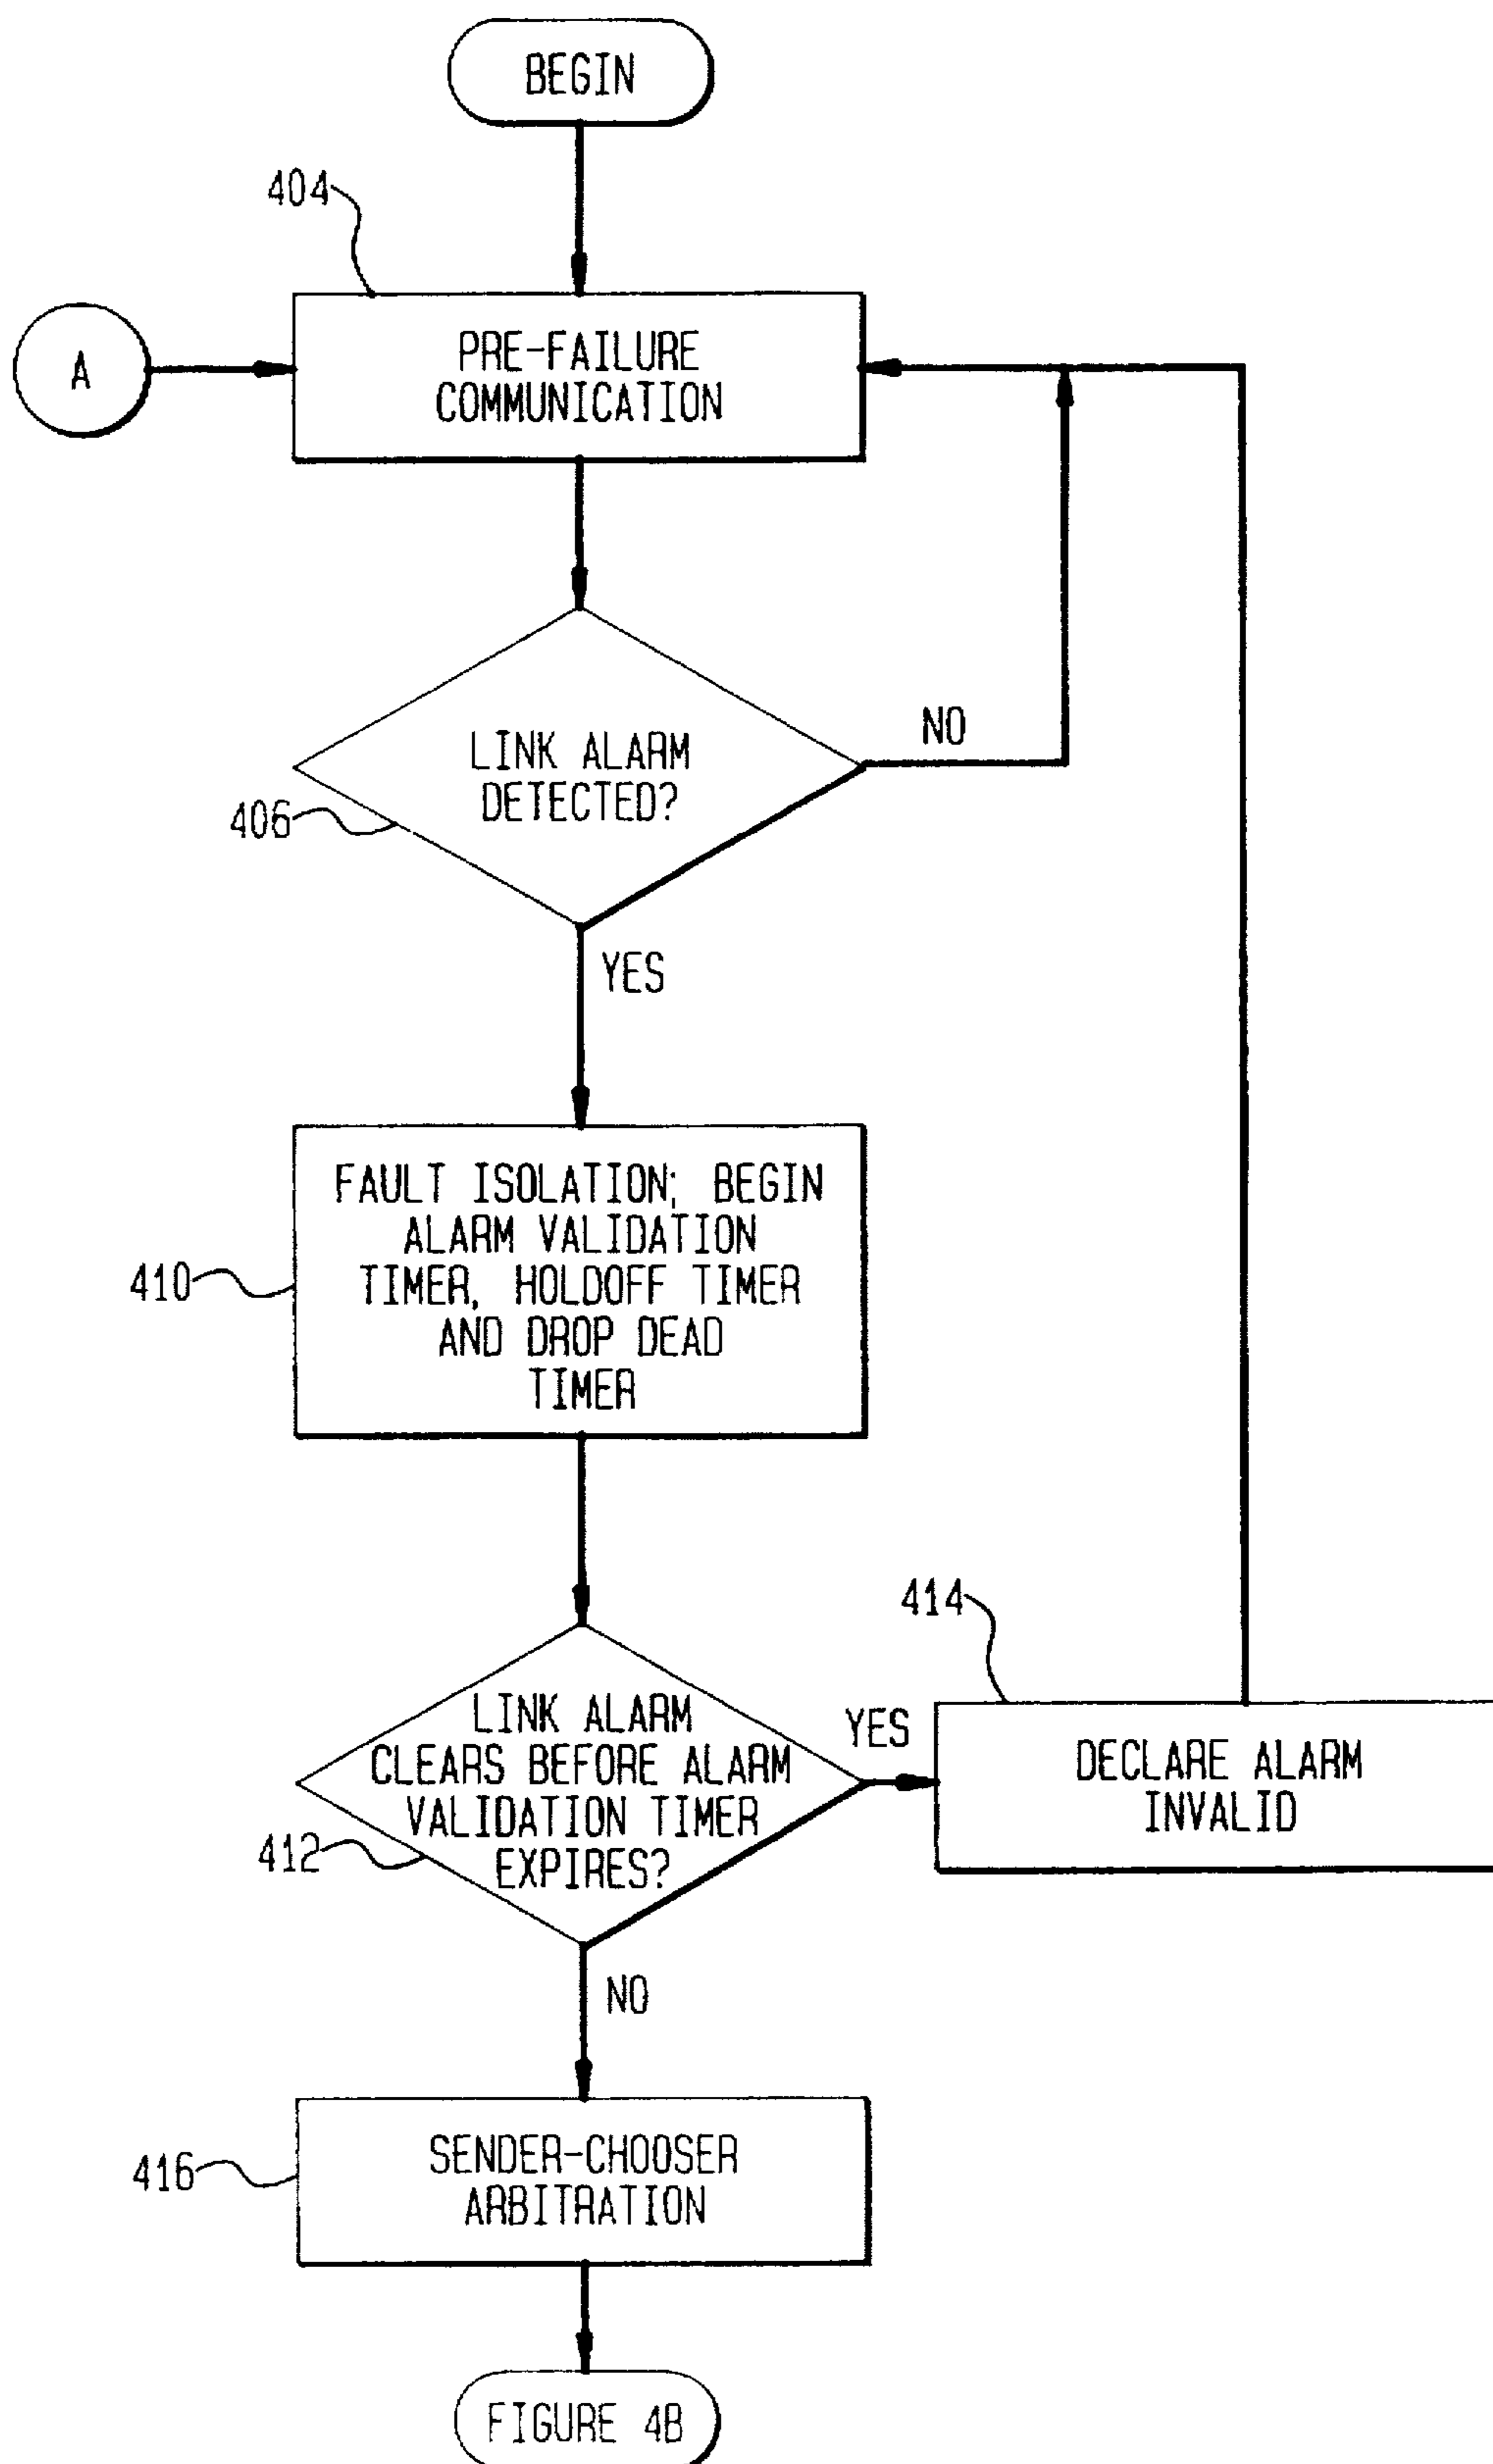 BEGIN
404
A
PRE-FAILURE
COMMUNICATION
NO
LINK ALARM
DETECTED?
406
YES
FAULT ISOLATION; BEGIN
ALARM VALIDATION
TIMER, HOLDOFF TIMER
AND DROP DEAD
TIMER
410
414
LINK ALARM
CLEARS BEFORE ALARM
VALIDATION TIMER
EXPIRES?
412
YES
DECLARE ALARM
INVALID
NO
SENDER-CHOOSER
ARBITRATION
416
FIGURE 4B